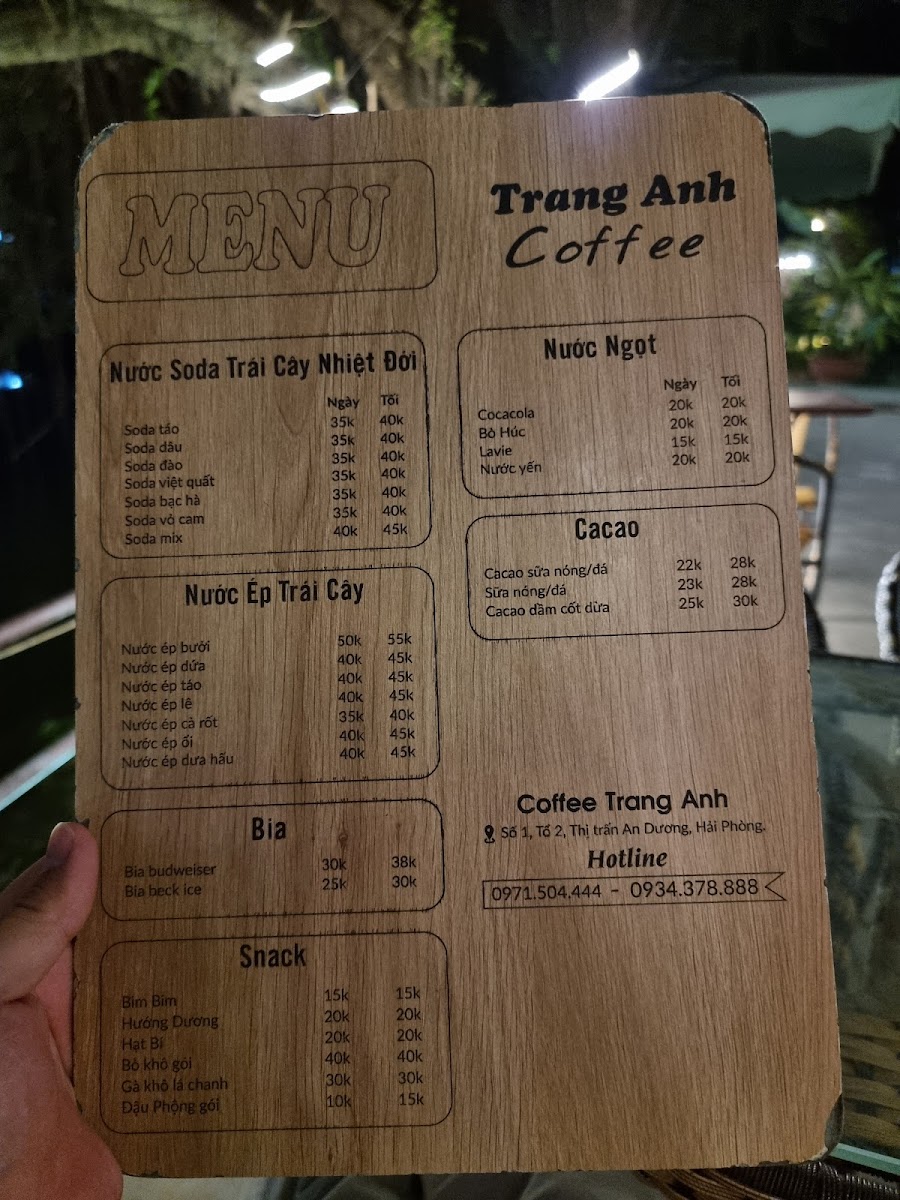 MENU
Trang Anh
Coffee
Nước Soda Trái Cây Nhiệt Đới
Ngày Tối
Soda táo 35k 40k
Soda dâu 35k 40k
Soda đào 35k 40k
Soda việt quất 35k 40k
Soda bạc hà 35k 40k
Soda vỏ cam 35k 40k
Soda mix 40k 45k
Nước Ép Trái Cây
Nước ép bưởi 50k 55k
Nước ép dứa 40k 45k
Nước ép táo 40k 45k
Nước ép lê 40k 45k
Nước ép cà rốt 35k 40k
Nước ép ổi 40k 45k
Nước ép dưa hấu 40k 45k
Bia
Bia budweiser 30k 38k
Bia beck ice 25k 30k
Snack
Bim Bim 15k 15k
Hướng Dương 20k 20k
Hạt Bí 20k 20k
Bò khô gói 40k 40k
Gà khô lá chanh 30k 30k
Đậu Phộng gói 10k 15k
Nước Ngọt
Ngày Tối
Cocacola 20k 20k
Bò Húc 20k 20k
Lavie 15k 15k
Nước yến 20k 20k
Cacao
Cacao sữa nóng/đá 22k 28k
Sữa nóng/đá 23k 28k
Cacao dầm cốt dừa 25k 30k
Coffee Trang Anh
Số 1, Tổ 2, Thị trấn An Dương, Hải Phòng.
Hotline
0971.504.444 - 0934.378.888